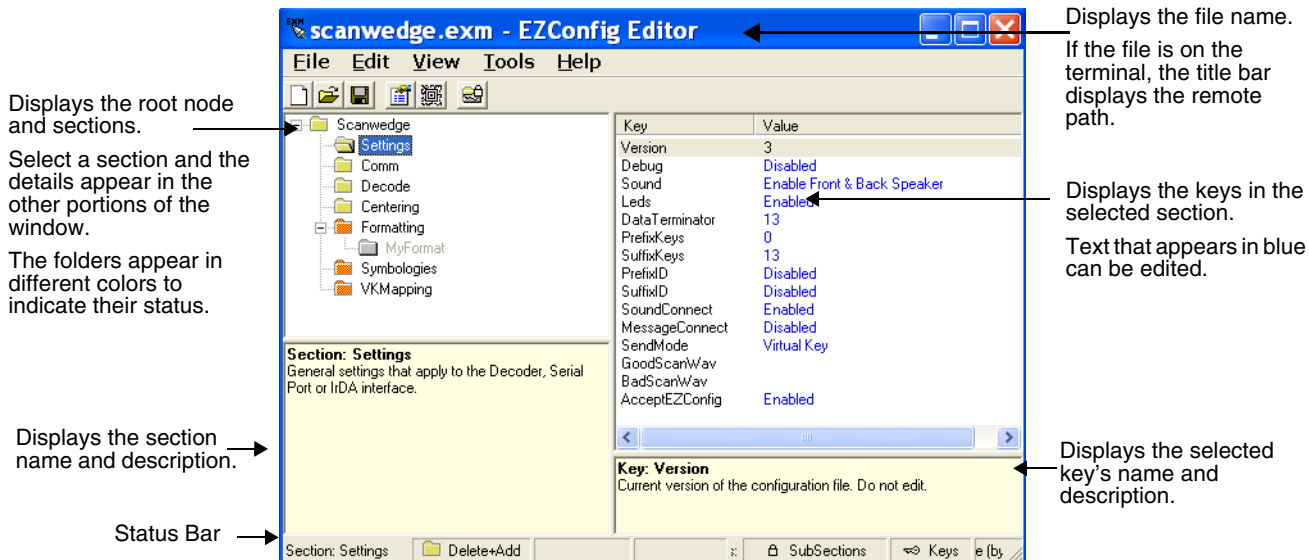 Displays the root node
and sections.
Select a section and the
details appear in the
other portions of the
window.
The folders appear in
different colors to
indicate their status.
Displays the section
name and description.
Status Bar
EXM
scanwedge.exm - EZConfig Editor
File Edit View Tools Help
Scanwedge
Settings
Comm
Decode
Centering
Formatting
MyFormat
Symbologies
VKMapping
Section: Settings
General settings that apply to the Decoder, Serial
Port or IrDA interface.
Key Value
Version 3
Debug Disabled
Sound Enable Front & Back Speaker
Leds Enabled
DataTerminator 13
PrefixKeys 0
SuffixKeys 13
PrefixID Disabled
SuffixID Disabled
SoundConnect Enabled
MessageConnect Disabled
SendMode Virtual Key
GoodScanWav
BadScanWav
AcceptEZConfig Enabled
Key: Version
Current version of the configuration file. Do not edit.
Section: Settings Delete+Add s: SubSections Keys e (by
Displays the file name.
If the file is on the
terminal, the title bar
displays the remote
path.
Displays the keys in the
selected section.
Text that appears in blue
can be edited.
Displays the selected
key's name and
description.